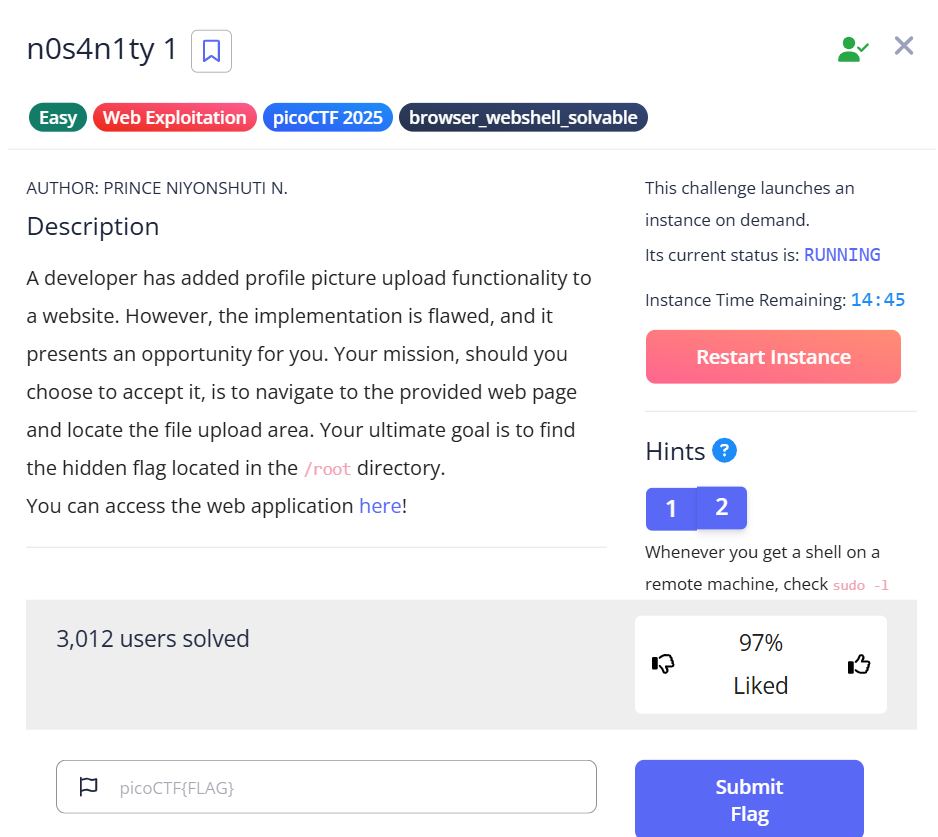 n0s4n1ty 1
Easy Web Exploitation picoCTF 2025 browser_webshell_solvable
AUTHOR: PRINCE NIYONSHUTI N.
Description
A developer has added profile picture upload functionality to
a website. However, the implementation is flawed, and it
presents an opportunity for you. Your mission, should you
choose to accept it, is to navigate to the provided web page
and locate the file upload area. Your ultimate goal is to find
the hidden flag located in the /root directory.
You can access the web application here!
This challenge launches an
instance on demand.
Its current status is: RUNNING
Instance Time Remaining: 14:45
Restart Instance
Hints ?
1 2
Whenever you get a shell on a
remote machine, check sudo -l
3,012 users solved
97%
Liked
picoCTF{FLAG}
Submit
Flag